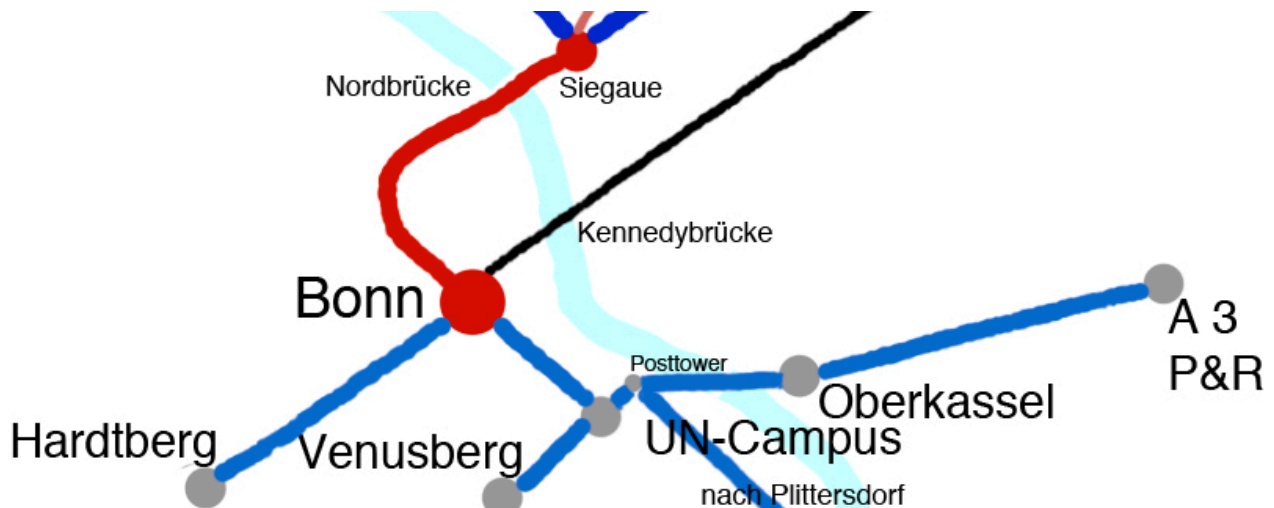 Nordbrücke
Siegaue
Kennedybrücke
Bonn
A 3
P&R
Posttower
Oberkassel
Hardtberg
Venusberg
UN-Campus
nach Plittersdorf